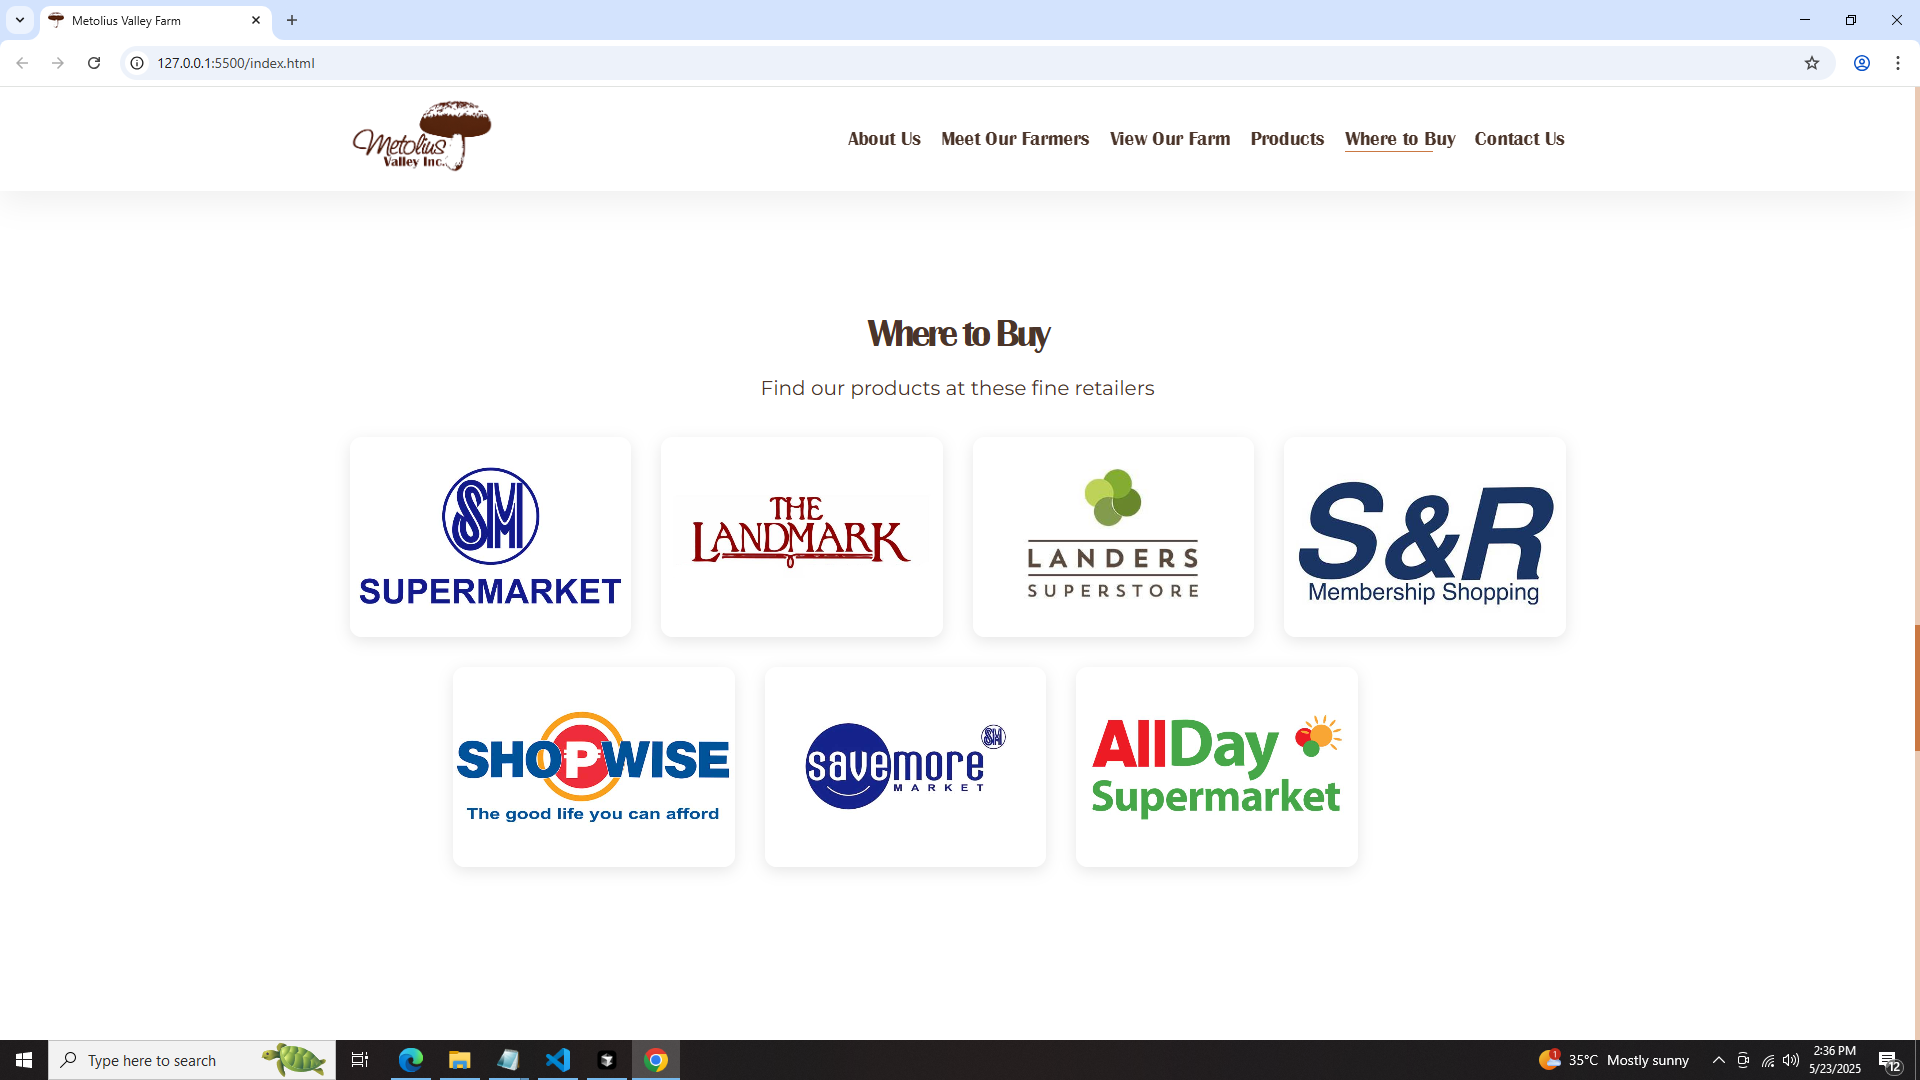 Metolius Valley Farm
127.0.0.1:5500/index.html
Metolius
Valley Inc.
About Us
Meet Our Farmers
View Our Farm
Products
Where to Buy
Contact Us
Where to Buy
Find our products at these fine retailers
SM
SUPERMARKET
THE
LANDMARK
LANDERS
SUPERSTORE
S&R
Membership Shopping
SHOPWISE
The good life you can afford
savemore
MARKET
SM
AllDay
Supermarket
Type here to search
1
35°C Mostly sunny
2:36 PM
5/23/2025
12